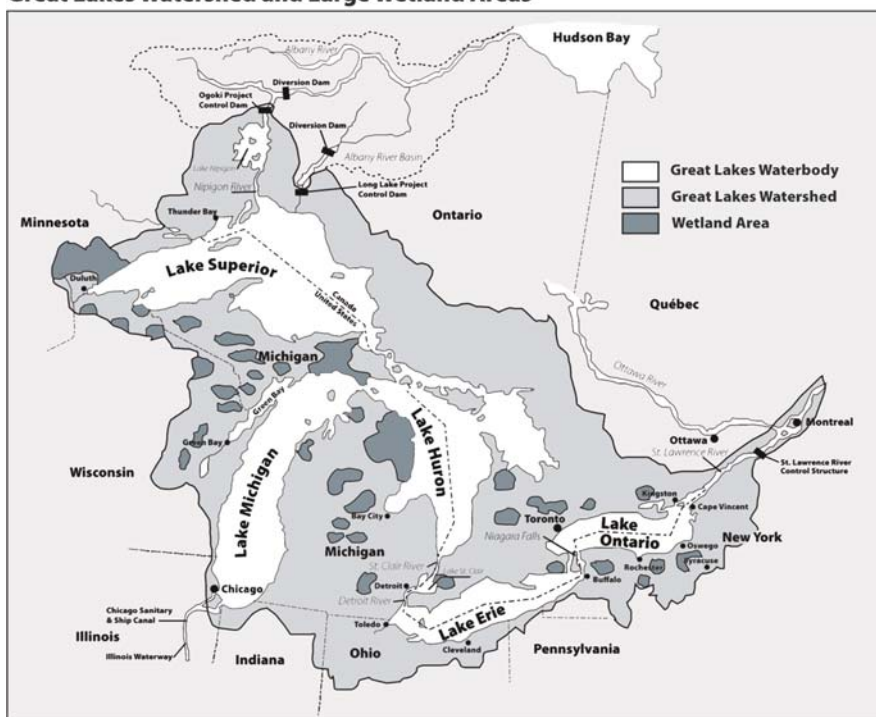 Great Lakes Watershed and Large Wetland Areas
Hudson Bay
Albany River
Diversion Dam
Ogoki Project
Control Dam
Diversion Dam
Lake Nipigon
Albany River Basin
Nipigon River
Long Lake Project
Control Dam
Great Lakes Waterbody
Great Lakes Watershed
Wetland Area
Thunder Bay
Ontario
Minnesota
Lake Superior
Duluth
Canada
United States
Québec
Michigan
Ottawa River
Green Bay
Green Bay
Lake Huron
Montreal
Ottawa
St. Lawrence River
St. Lawrence River
Control Structure
Wisconsin
Lake Michigan
Kingston
Cape Vincent
Bay City
Toronto
Lake
Ontario
New York
Niagara Falls
Michigan
Oswego
St. Clair River
Lake St. Clair
Rochester
Syracuse
Detroit
Buffalo
Chicago
Detroit River
Lake Erie
Chicago Sanitary
& Ship Canal
Toledo
Illinois
Cleveland
Pennsylvania
Illinois Waterway
Indiana
Ohio